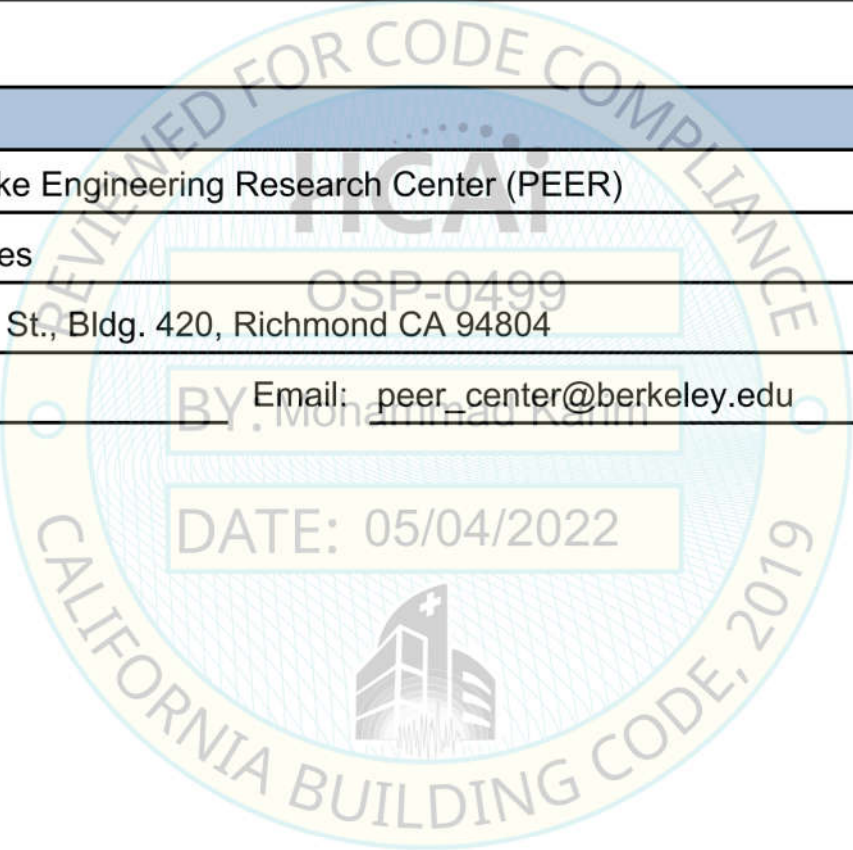 REVIEWED FOR CODE COMPLIANCE
HCAi
ke Engineering Research Center (PEER)
es
OSP-0499
St., Bldg. 420, Richmond CA 94804
Email: peer_center@berkeley.edu
BY: Mohammad Karim
DATE: 05/04/2022
CALIFORNIA BUILDING CODE, 2019